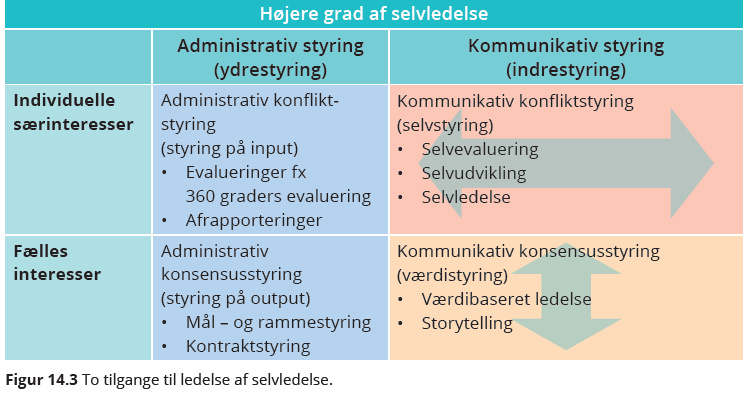 Højere grad af selvledelse
Administrativ styring
(ydrestyring)
Kommunikativ styring
(indrestyring)
Individuelle
særinteresser
Administrativ konflikt-
styring
(styring på input)
• Evalueringer fx
360 graders evaluering
• Afrapporteringer
Kommunikativ konfliktstyring
(selvstyring)
• Selvevaluering
• Selvudvikling
• Selvledelse
Fælles
interesser
Administrativ
konsensusstyring
(styring på output)
• Mål – og rammestyring
• Kontraktstyring
Kommunikativ konsensusstyring
(værdistyring)
• Værdibaseret ledelse
• Storytelling
Figur 14.3 To tilgange til ledelse af selvledelse.